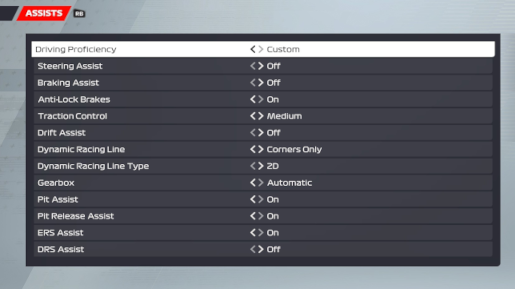 ASSISTS RB
Driving Proficiency Custom
Steering Assist Off
Braking Assist Off
Anti-Lock Brakes On
Traction Control Medium
Drift Assist Off
Dynamic Racing Line Corners Only
Dynamic Racing Line Type 2D
Gearbox Automatic
Pit Assist On
Pit Release Assist On
ERS Assist On
DRS Assist Off